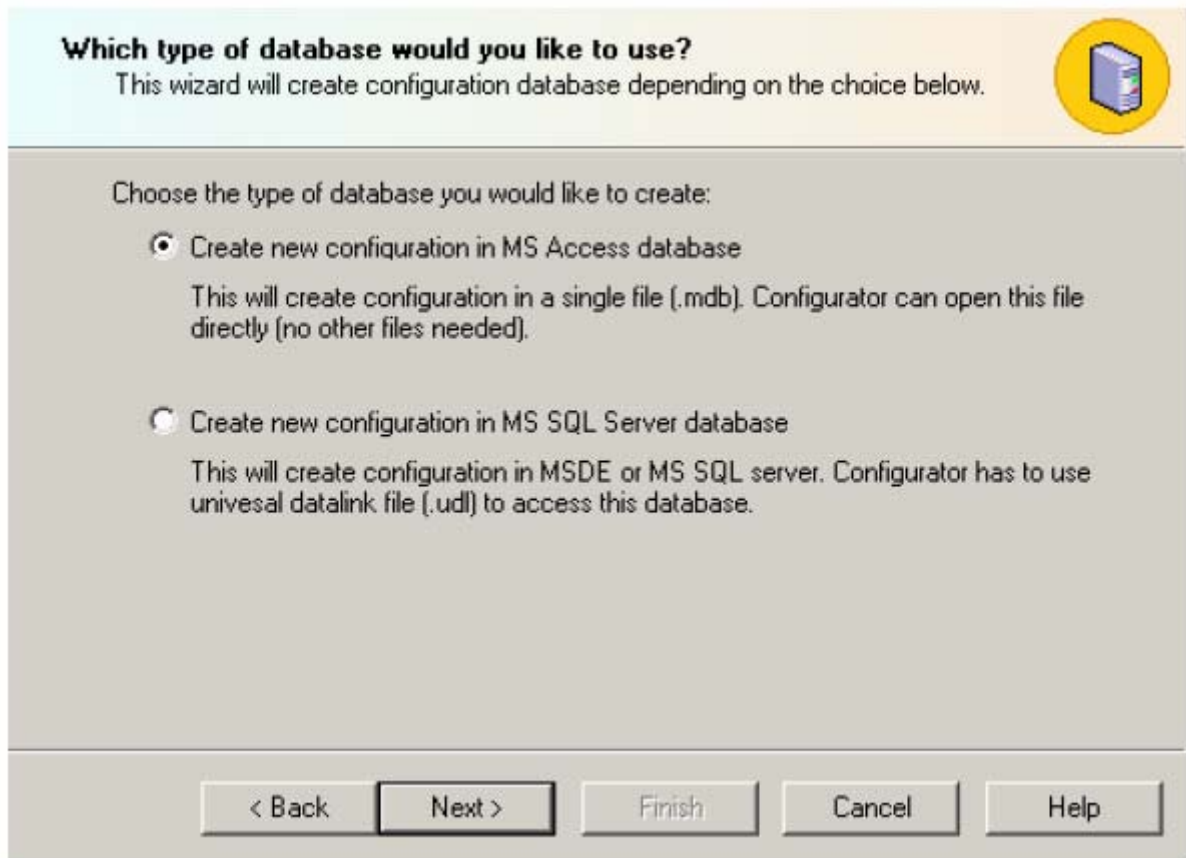 Which type of database would you like to use?
This wizard will create configuration database depending on the choice below.
Choose the type of database you would like to create:
Create new configuration in MS Access database
This will create configuration in a single file (.mdb). Configurator can open this file
directly (no other files needed).
Create new configuration in MS SQL Server database
This will create configuration in MSDE or MS SQL server. Configurator has to use
univesal datalink file (.udl) to access this database.
< Back
Next >
Finish
Cancel
Help